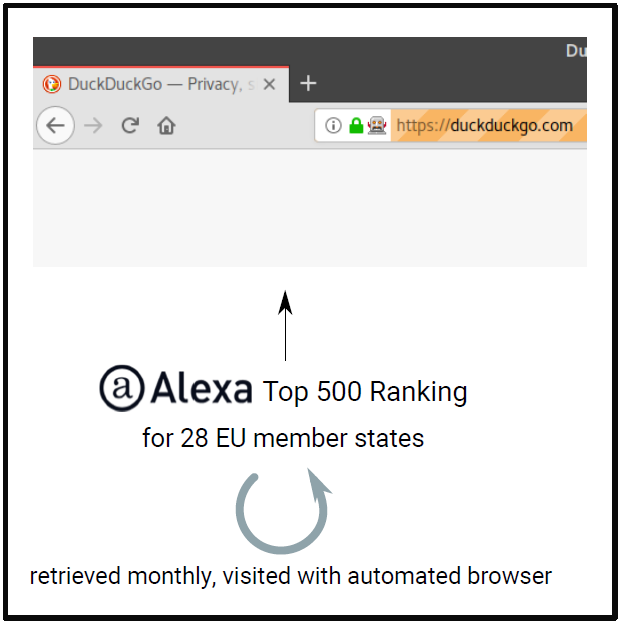 Du
DuckDuckGo — Privacy, s
https://duckduckgo.com
a Alexa Top 500 Ranking
for 28 EU member states
retrieved monthly, visited with automated browser